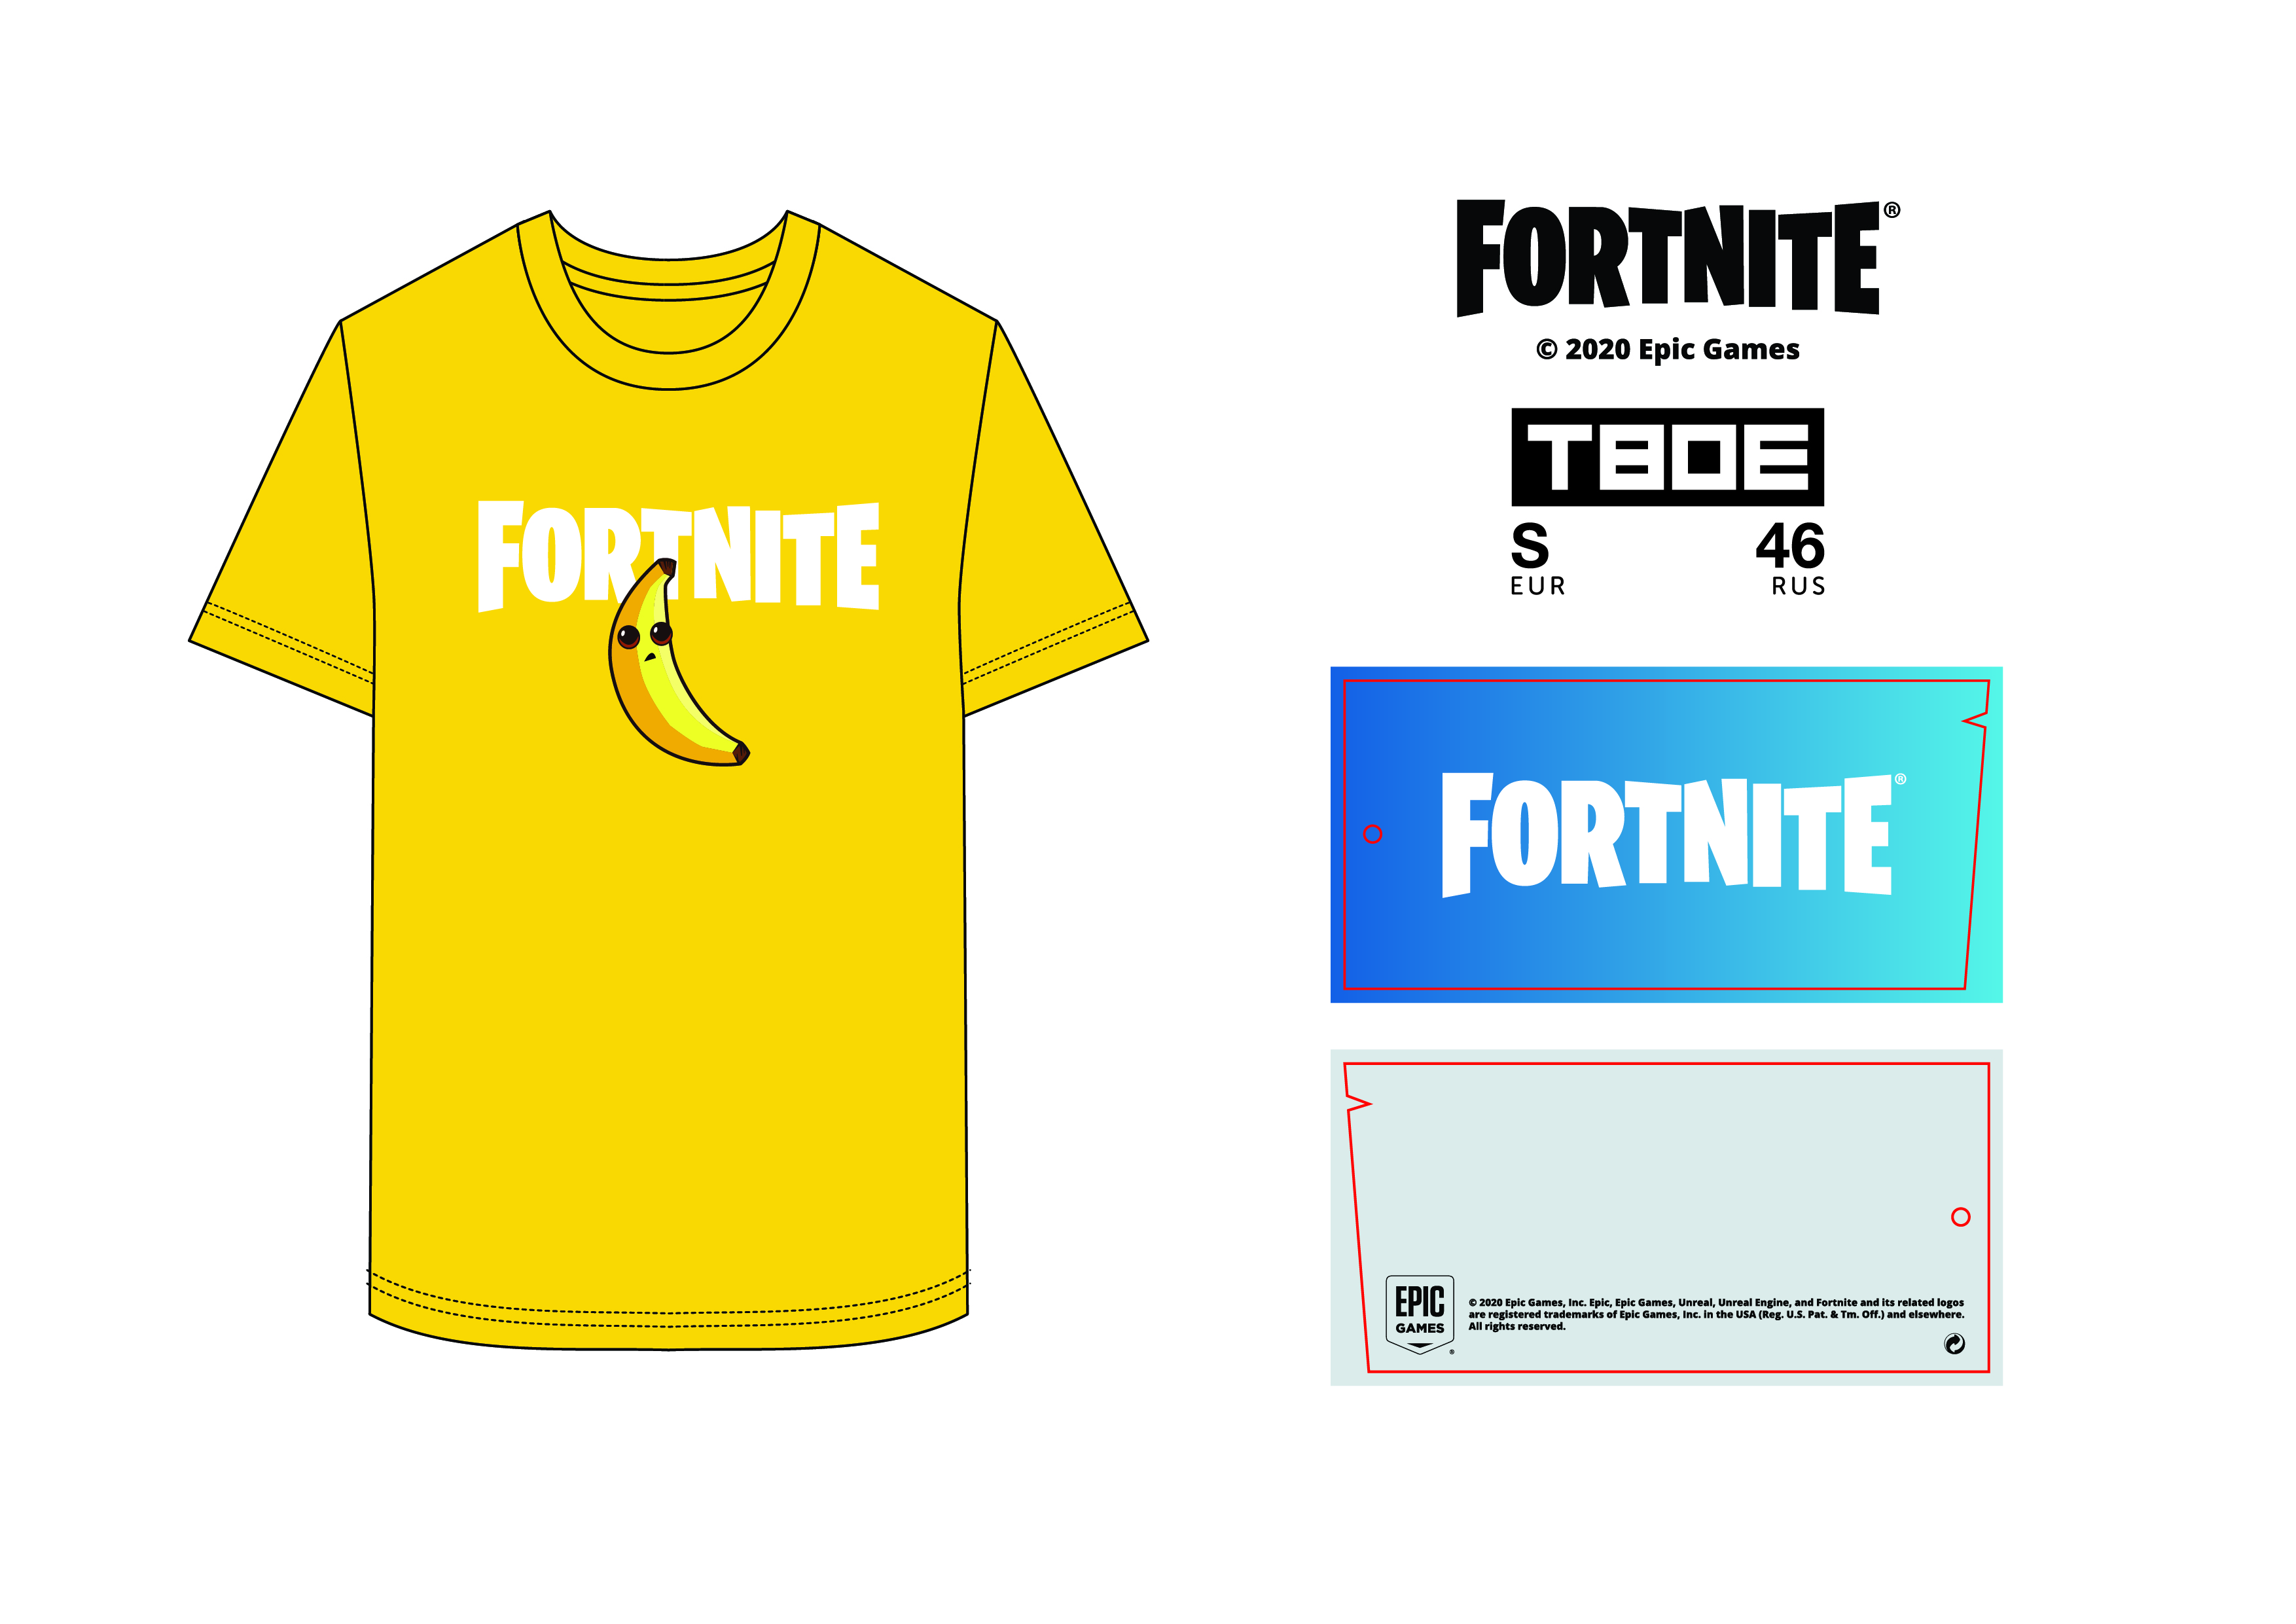 FORTNITE
FORTNITE®
© 2020 Epic Games
ТВОЕ
S 46
EUR RUS
FORTNITE®
EPIC
GAMES
®
© 2020 Epic Games, Inc. Epic, Epic Games, Unreal, Unreal Engine, and Fortnite and its related logos
are registered trademarks of Epic Games, Inc. in the USA (Reg. U.S. Pat. & Tm. Off.) and elsewhere.
All rights reserved.